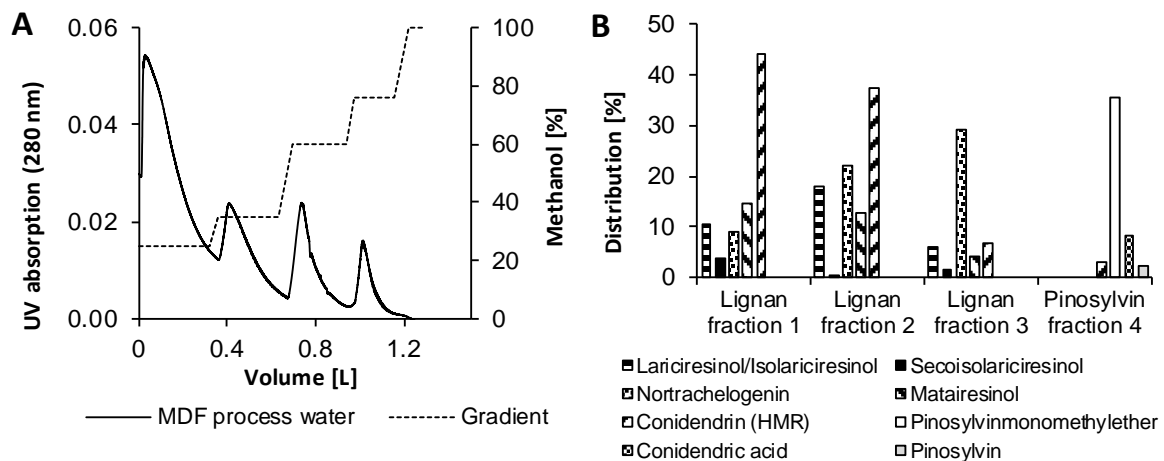 A
UV absorption (280 nm)
0.06
0.04
0.02
0.00
0
0.4
0.8
1.2
Volume [L]
100
80
60
40
20
0
Methanol [%]
MDF process water
Gradient
B
Distribution [%]
50
40
30
20
10
0
Lignan
fraction 1
Lignan
fraction 2
Lignan
fraction 3
Pinosylvin
fraction 4
Lariciresinol/Isolariciresinol
Secoisolariciresinol
Nortrachelogenin
Matairesinol
Conidendrin (HMR)
Pinosylvinmonomethylether
Conidendric acid
Pinosylvin